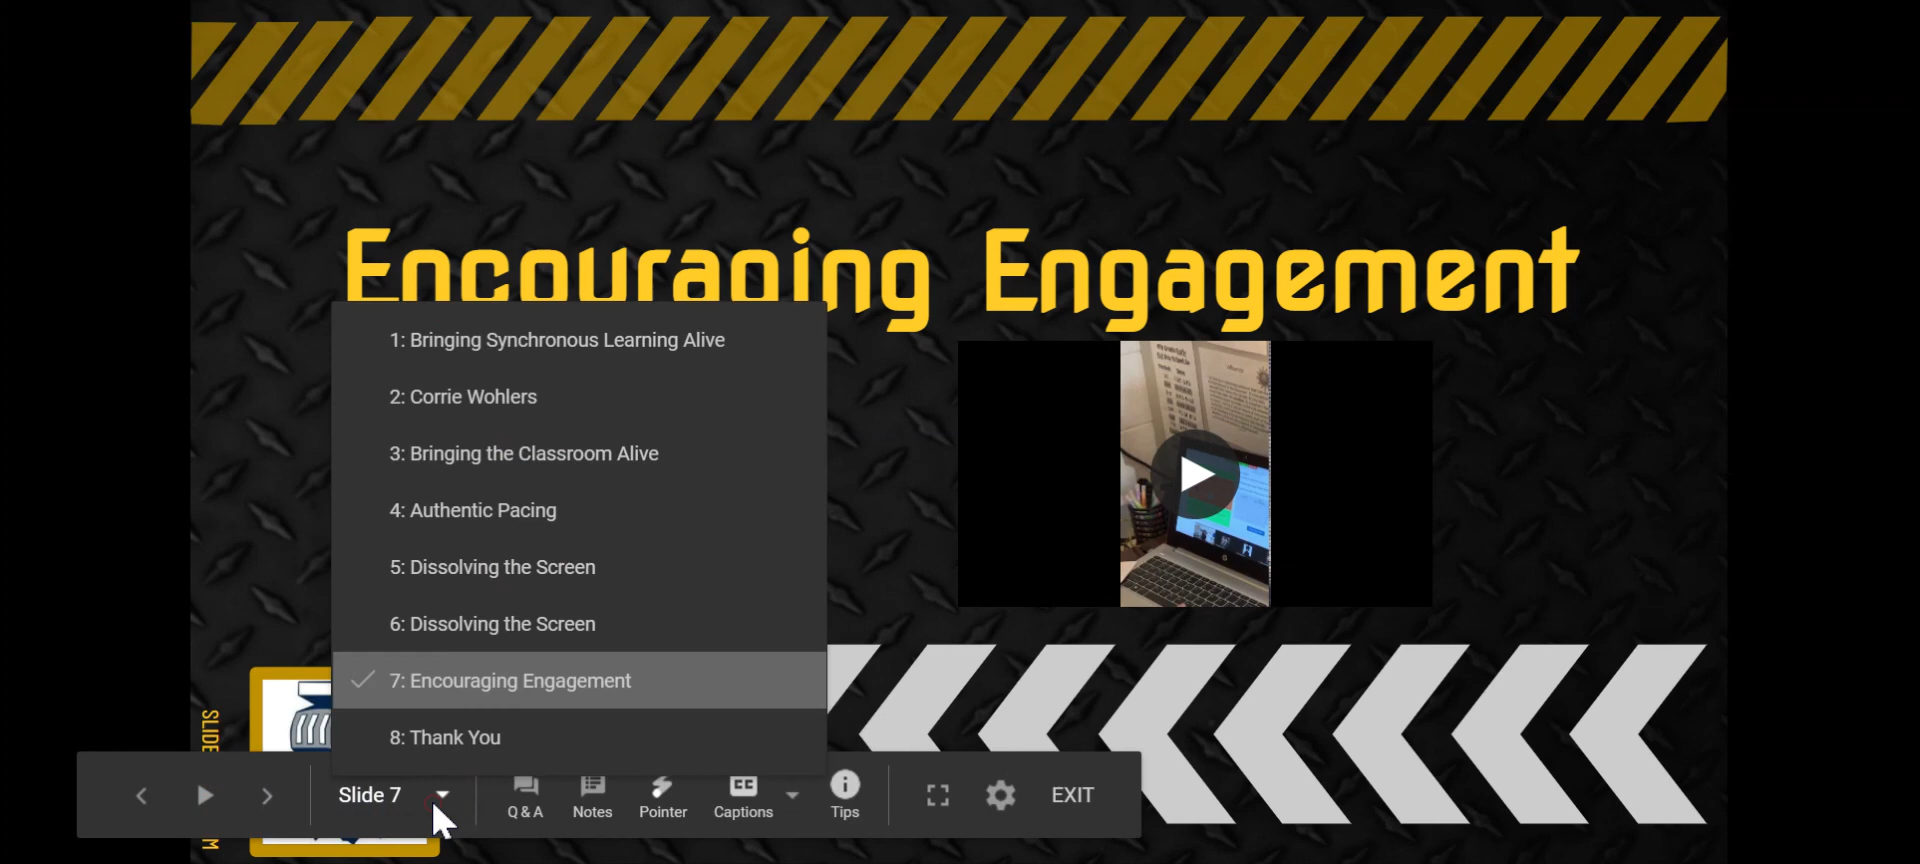 Encouraging Engagement
1: Bringing Synchronous Learning Alive
2: Corrie Wohlers
3: Bringing the Classroom Alive
4: Authentic Pacing
5: Dissolving the Screen
6: Dissolving the Screen
7: Encouraging Engagement
8: Thank You
Slide 7
Q & A
Notes
Pointer
CC
Captions
Tips
EXIT